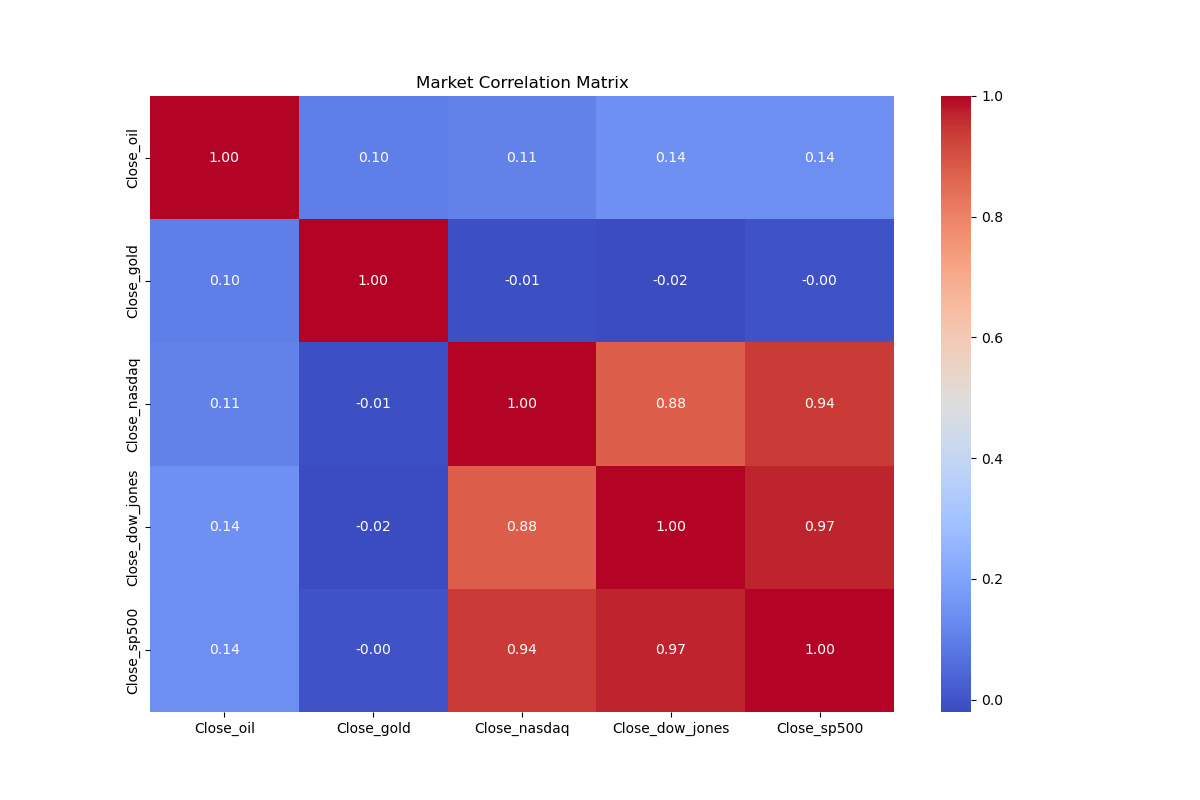 Market Correlation Matrix
Close_oil
1.00
0.10
0.11
0.14
0.14
Close_gold
0.10
1.00
-0.01
-0.02
-0.00
Close_nasdaq
0.11
-0.01
1.00
0.88
0.94
Close_dow_jones
0.14
-0.02
0.88
1.00
0.97
Close_sp500
0.14
-0.00
0.94
0.97
1.00
Close_oil
Close_gold
Close_nasdaq
Close_dow_jones
Close_sp500
1.0
0.8
0.6
0.4
0.2
0.0